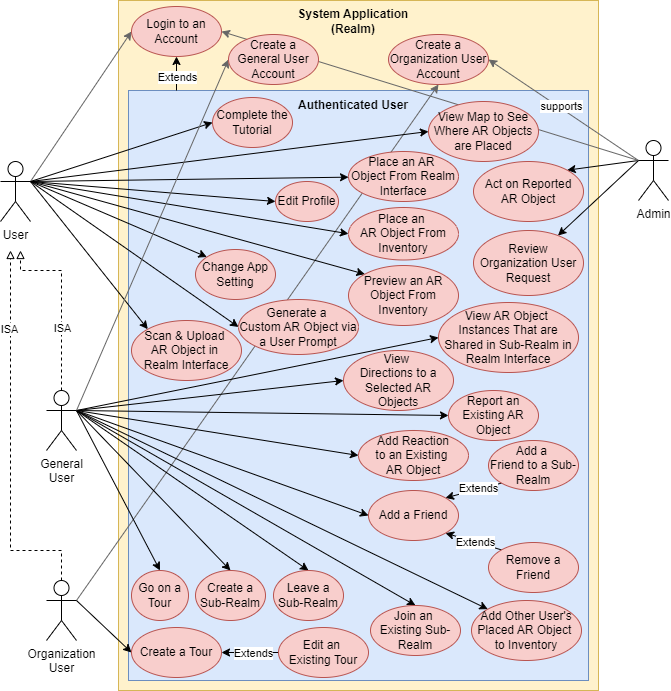 System Application
(Realm)
Login to an
Account
Create a
General User
Account
Create a
Organization User
Account
Extends
supports
Authenticated User
Complete the
Tutorial
View Map to See
Where AR Objects
are Placed
Place an AR
Object From Realm
Interface
Act on Reported
AR Object
User
Admin
Edit Profile
Place an
AR Object From
Inventory
Review
Organization User
Request
Change App
Setting
Preview an AR
Object From
Inventory
Generate a
Custom AR Object via
a User Prompt
View AR Object
Instances That are
Shared in Sub-Realm in
Realm Interface
ISA
ISA
Scan & Upload
AR Object in
Realm Interface
View
Directions to a
Selected AR
Objects
Report an
Existing AR
Object
General
User
Add Reaction
to an Existing
AR Object
Add a
Friend to a Sub-
Realm
Extends
Add a Friend
Extends
Remove a
Friend
Go on a
Tour
Create a
Sub-Realm
Leave a
Sub-Realm
Join an
Existing Sub-
Realm
Add Other User's
Placed AR Object
to Inventory
Organization
User
Create a Tour
Extends
Edit an
Existing Tour